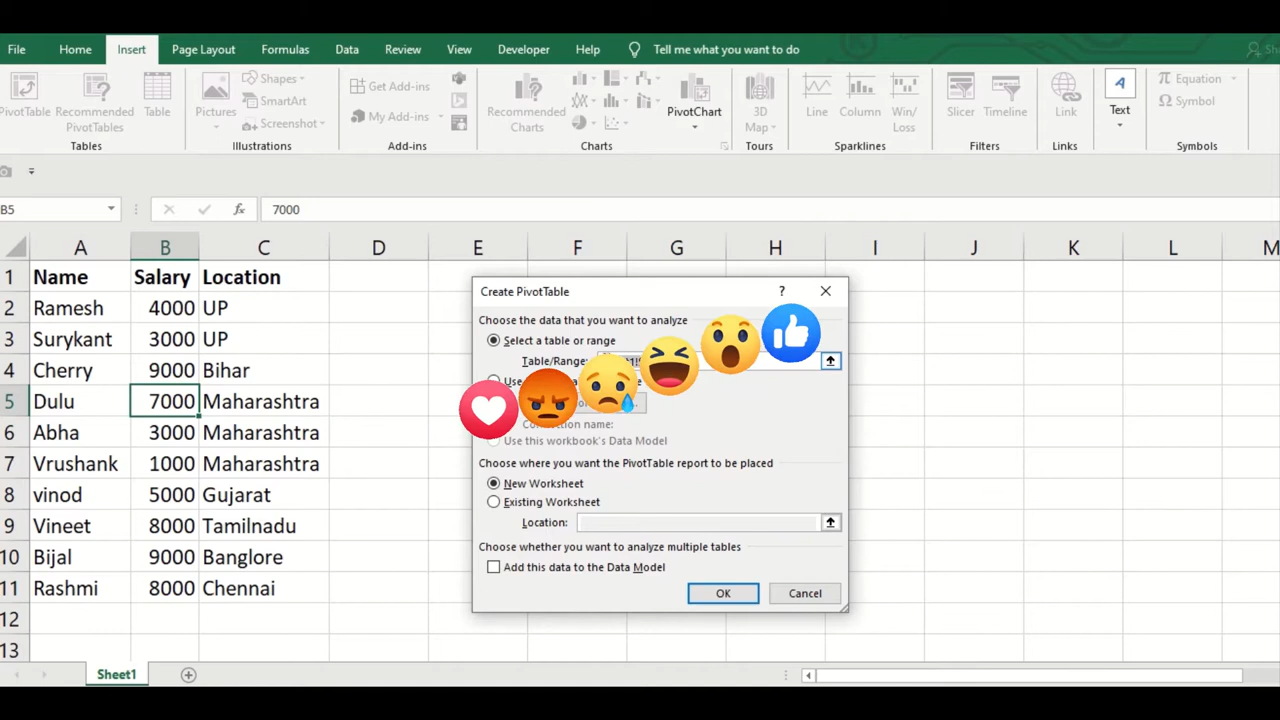 File Home Insert Page Layout Formulas Data Review View Developer Help Tell me what you want to do
PivotTable Recommended PivotTables Table Pictures Shapes SmartArt Screenshot Get Add-ins My Add-ins Recommended Charts PivotChart 3D Map Line Column Win/Loss Slicer Timeline Link Text Equation Symbol
Tables Illustrations Add-ins Charts Tours Sparklines Filters Links Symbols
B5 fx 7000
A B C D E F G H I J K L M
1 Name Salary Location
2 Ramesh 4000 UP
3 Surykant 3000 UP
4 Cherry 9000 Bihar
5 Dulu 7000 Maharashtra
6 Abha 3000 Maharashtra
7 Vrushank 1000 Maharashtra
8 vinod 5000 Gujarat
9 Vineet 8000 Tamilnadu
10 Bijal 9000 Banglore
11 Rashmi 8000 Chennai
12
13
Create PivotTable ?
Choose the data that you want to analyze
Select a table or range
Table/Range:
name:
Use this workbook's Data Model
Choose where you want the PivotTable report to be placed
New Worksheet
Existing Worksheet
Location:
Choose whether you want to analyze multiple tables
Add this data to the Data Model
OK Cancel
Sheet1